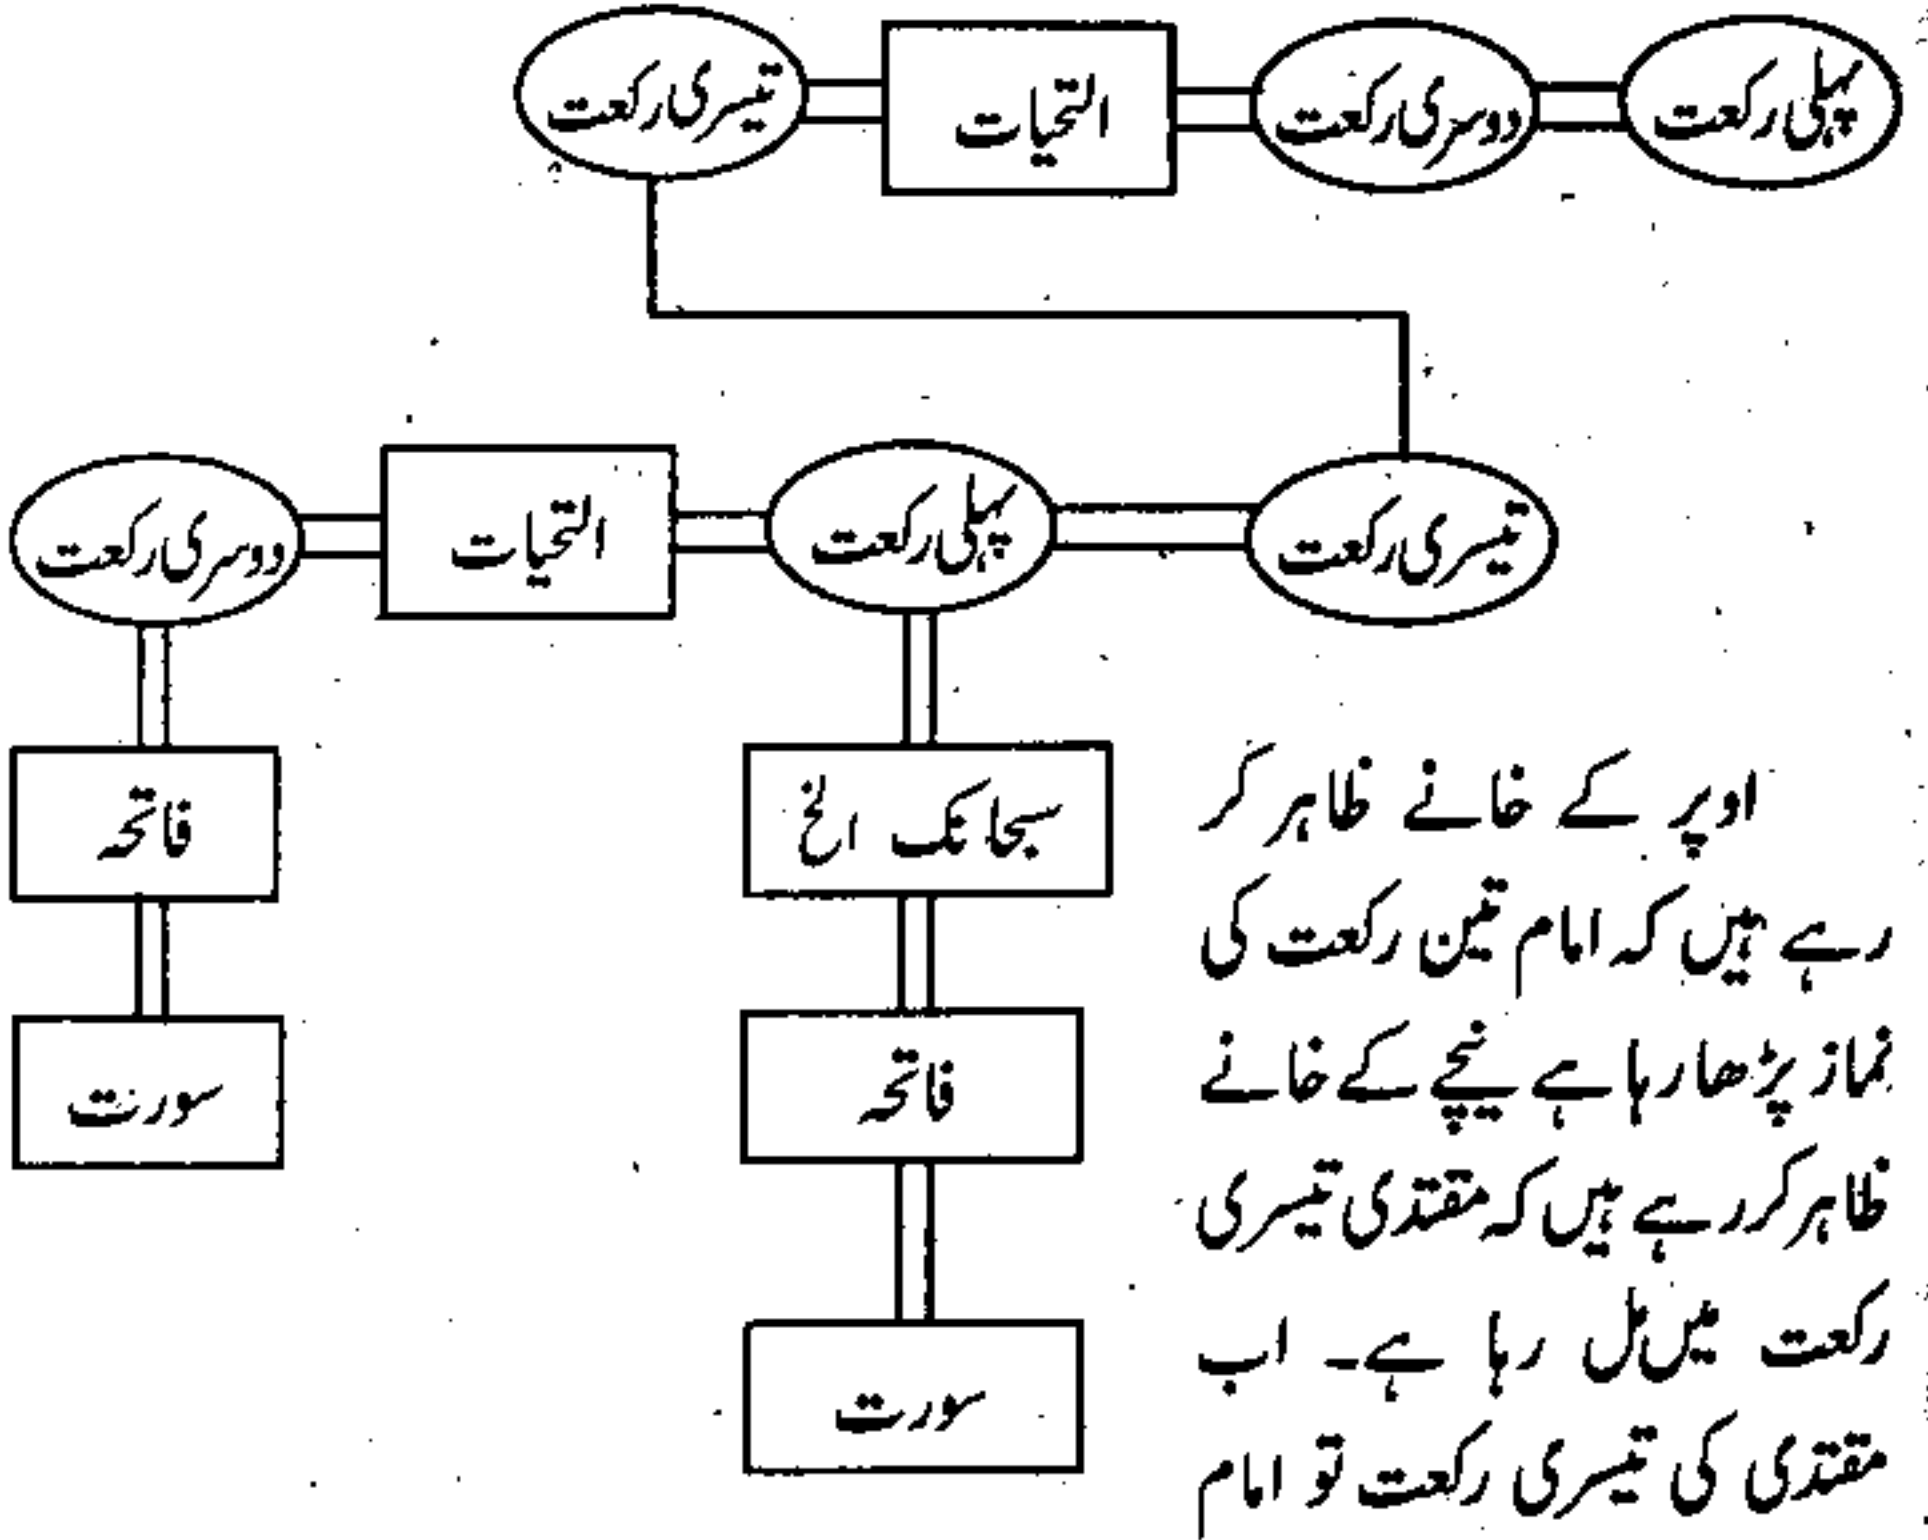 پہلی رکعت
دوسری رکعت
التحیات
تیسری رکعت
تیسری رکعت
پہلی رکعت
التحیات
دوسری رکعت
سبحانک الخ
فاتحہ
سورت
فاتحہ
سورت
اوپر کے خانے ظاہر کر
رہے ہیں کہ امام تین رکعت کی
نماز پڑھا رہا ہے نیچے کے خانے
ظاہر کر رہے ہیں کہ مقتدی تیسری
رکعت میں مل رہا ہے۔ اب
مقتدی کی تیسری رکعت تو امام